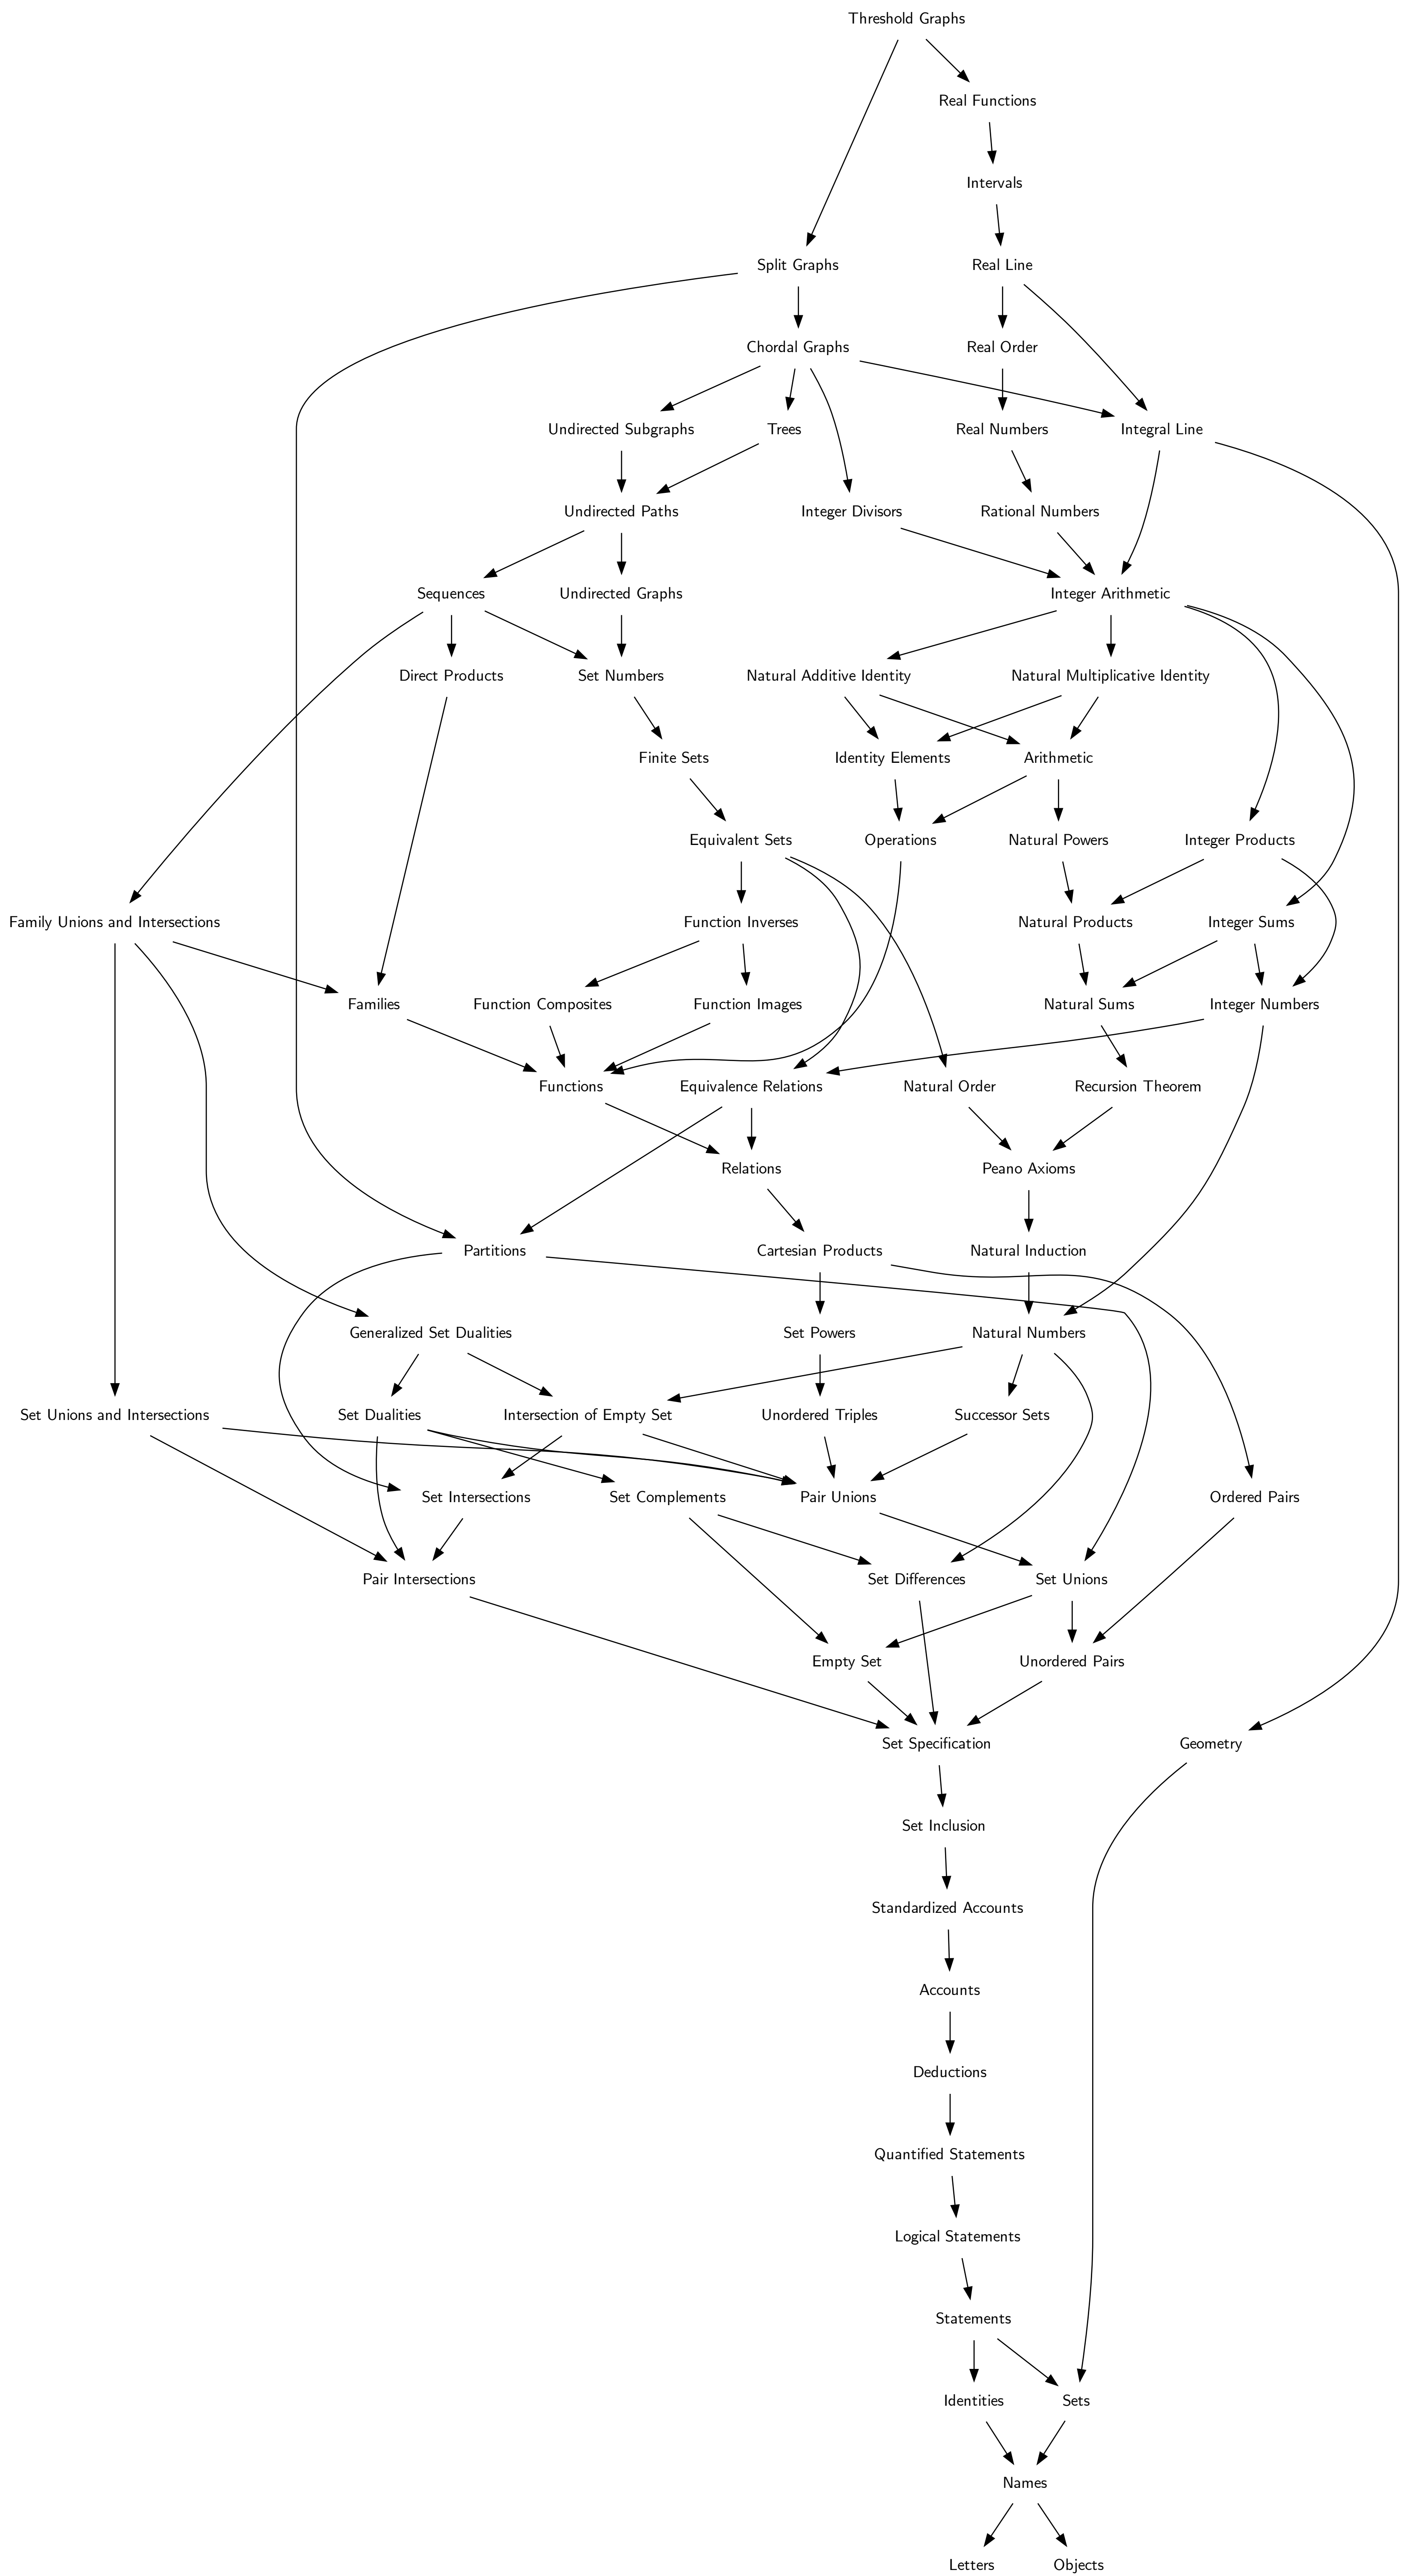 Threshold Graphs
Real Functions
Intervals
Split Graphs
Real Line
Chordal Graphs
Real Order
Undirected Subgraphs
Trees
Real Numbers
Integral Line
Undirected Paths
Integer Divisors
Rational Numbers
Sequences
Undirected Graphs
Integer Arithmetic
Direct Products
Set Numbers
Natural Additive Identity
Natural Multiplicative Identity
Finite Sets
Identity Elements
Arithmetic
Equivalent Sets
Operations
Natural Powers
Integer Products
Family Unions and Intersections
Function Inverses
Natural Products
Integer Sums
Families
Function Composites
Function Images
Natural Sums
Integer Numbers
Functions
Equivalence Relations
Natural Order
Recursion Theorem
Relations
Peano Axioms
Partitions
Cartesian Products
Natural Induction
Generalized Set Dualities
Set Powers
Natural Numbers
Set Unions and Intersections
Set Dualities
Intersection of Empty Set
Unordered Triples
Successor Sets
Set Intersections
Set Complements
Pair Unions
Ordered Pairs
Pair Intersections
Set Differences
Set Unions
Empty Set
Unordered Pairs
Set Specification
Geometry
Set Inclusion
Standardized Accounts
Accounts
Deductions
Quantified Statements
Logical Statements
Statements
Identities
Sets
Names
Letters
Objects